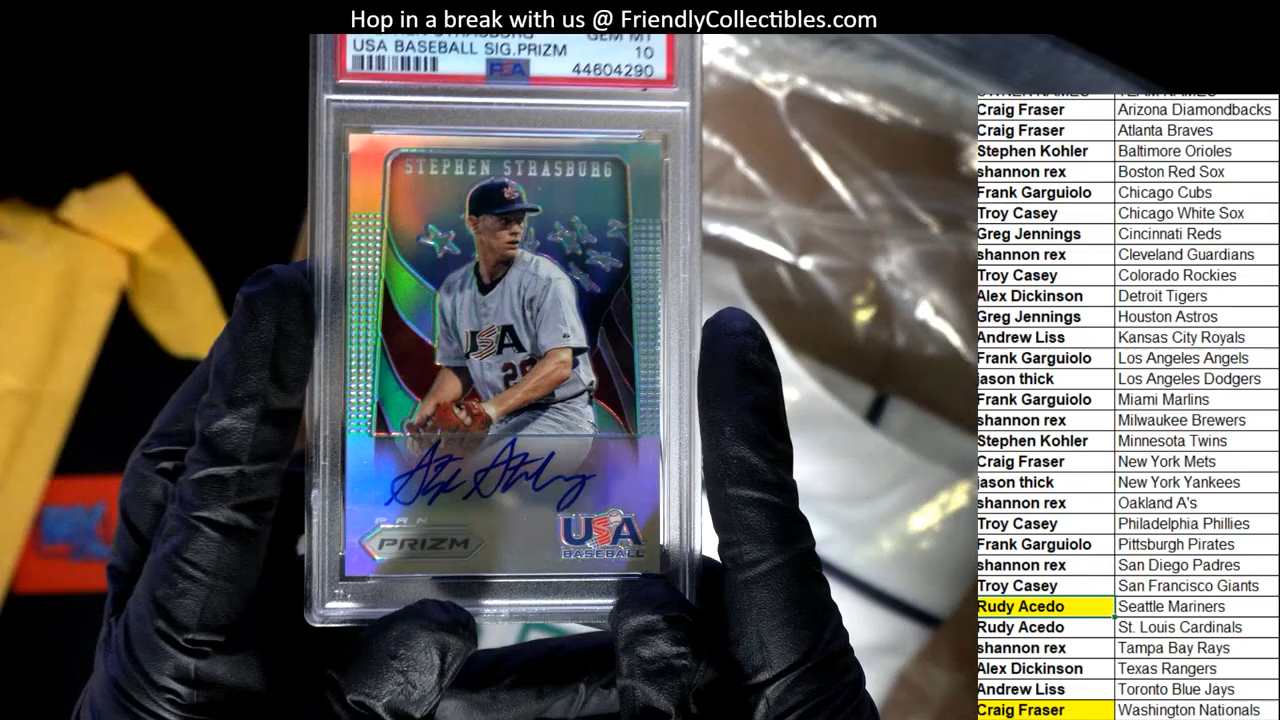 Hop in a break with us @ FriendlyCollectibles.com
STEPHEN STRASBURG GEM MT
USA BASEBALL SIG.PRIZM 10
PSA 44604290
STEPHEN STRASBURG
USA
PRIZM
USA
BASEBALL
Craig Fraser Arizona Diamondbacks
Craig Fraser Atlanta Braves
Stephen Kohler Baltimore Orioles
shannon rex Boston Red Sox
Frank Garguiolo Chicago Cubs
Troy Casey Chicago White Sox
Greg Jennings Cincinnati Reds
shannon rex Cleveland Guardians
Troy Casey Colorado Rockies
Alex Dickinson Detroit Tigers
Greg Jennings Houston Astros
Andrew Liss Kansas City Royals
Frank Garguiolo Los Angeles Angels
jason thick Los Angeles Dodgers
Frank Garguiolo Miami Marlins
shannon rex Milwaukee Brewers
Stephen Kohler Minnesota Twins
Craig Fraser New York Mets
jason thick New York Yankees
shannon rex Oakland A's
Troy Casey Philadelphia Phillies
Frank Garguiolo Pittsburgh Pirates
shannon rex San Diego Padres
Troy Casey San Francisco Giants
Rudy Acedo Seattle Mariners
Rudy Acedo St. Louis Cardinals
shannon rex Tampa Bay Rays
Alex Dickinson Texas Rangers
Andrew Liss Toronto Blue Jays
Craig Fraser Washington Nationals